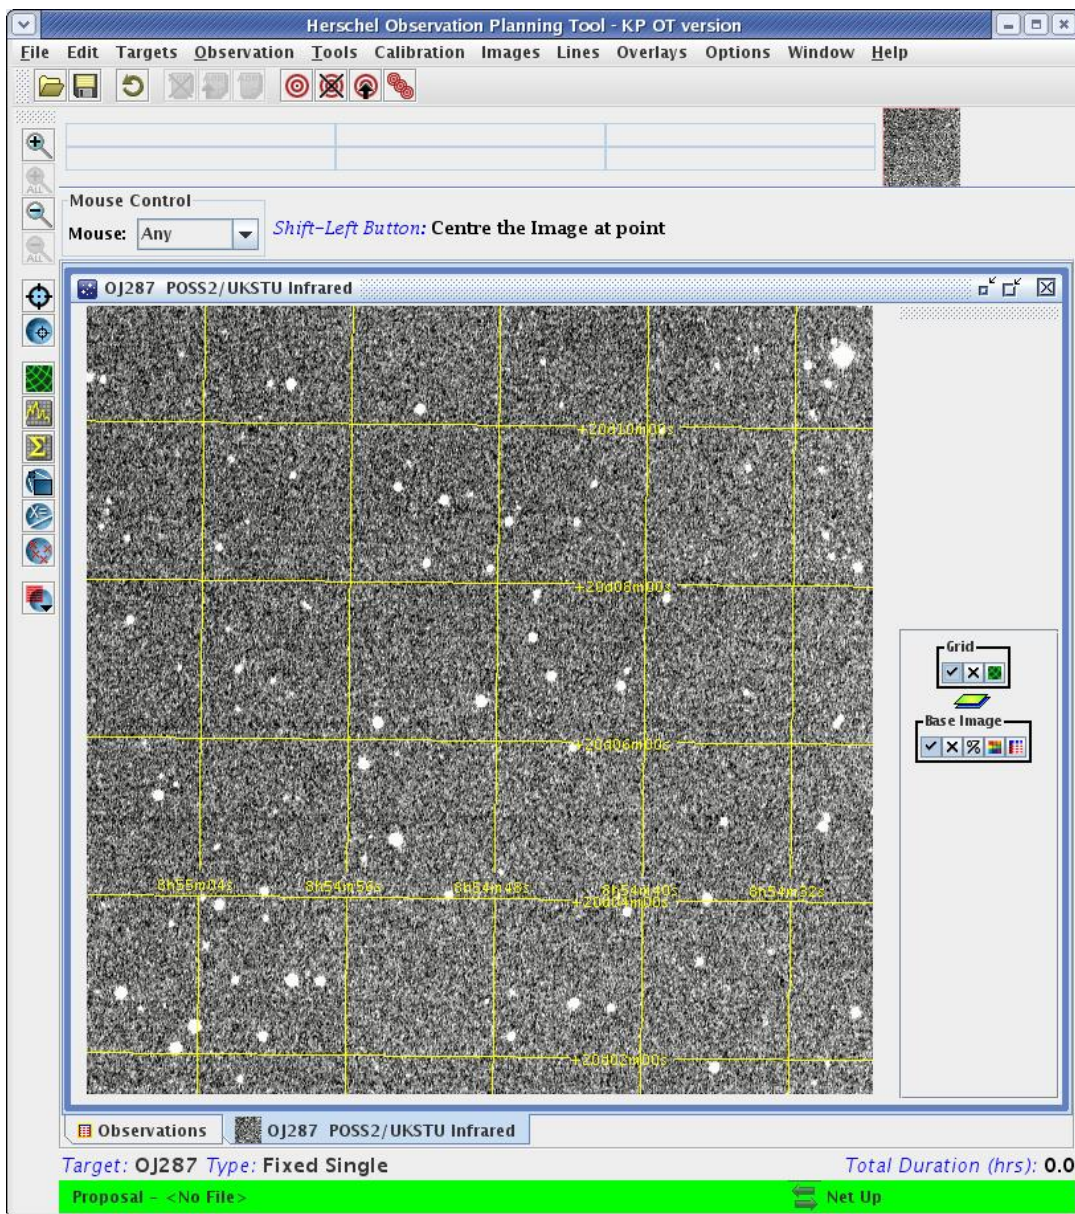 Herschel Observation Planning Tool - KP OT version
File Edit Targets Observation Tools Calibration Images Lines Overlays Options Window Help
ALL
ALL
Mouse Control
Mouse: Any
Shift-Left Button: Centre the Image at point
OJ287 POSS2/UKSTU Infrared
+20d10m00s
+20d08m00s
Grid
Base Image
+20d06m00s
8h55m04s 8h54m56s 8h54m48s 8h54m40s 8h54m32s
+20d04m00s
+20d02m00s
Observations OJ287 POSS2/UKSTU Infrared
Target: OJ287 Type: Fixed Single Total Duration (hrs): 0.0
Proposal - <No File> Net Up